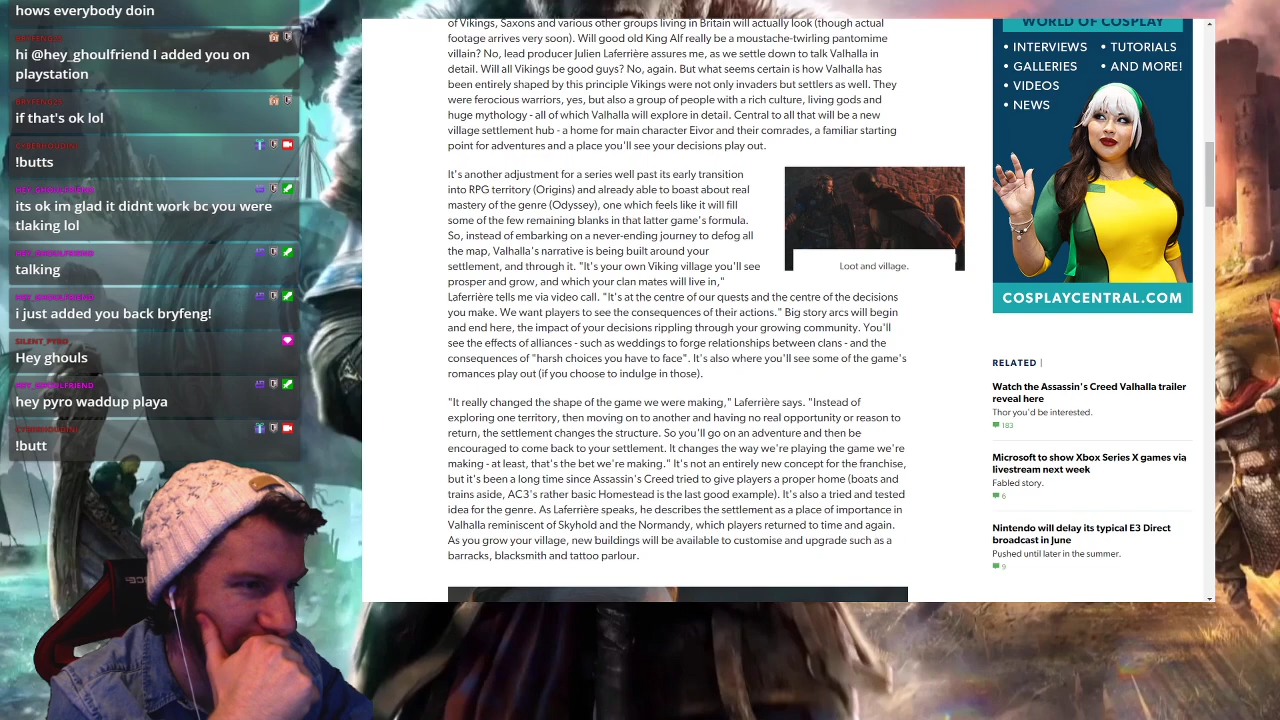 hows everybody doin
BRYFENG25
hi @hey_ghoulfriend I added you on
playstation
BRYFENG25
if that's ok lol
CYBERHOUDINI
!butts
HEY_GHOULFRIEND
its ok im glad it didnt work bc you were
tlaking lol
HEY_GHOULFRIEND
talking
HEY_GHOULFRIEND
i just added you back bryfeng!
SILENT_PYRO
Hey ghouls
HEY_GHOULFRIEND
hey pyro waddup playa
CYBERHOUDINI
!butt
of Vikings, Saxons and various other groups living in Britain will actually look (though actual
footage arrives very soon). Will good old King Alf really be a moustache-twirling pantomime
villain? No, lead producer Julien Laferrière assures me, as we settle down to talk Valhalla in
detail. Will all Vikings be good guys? No, again. But what seems certain is how Valhalla has
been entirely shaped by this principle Vikings were not only invaders but settlers as well. They
were ferocious warriors, yes, but also a group of people with a rich culture, living gods and
huge mythology - all of which Valhalla will explore in detail. Central to all that will be a new
village settlement hub - a home for main character Eivor and their comrades, a familiar starting
point for adventures and a place you'll see your decisions play out.
It's another adjustment for a series well past its early transition
into RPG territory (Origins) and already able to boast about real
mastery of the genre (Odyssey), one which feels like it will fill
some of the few remaining blanks in that latter game's formula.
So, instead of embarking on a never-ending journey to defog all
the map, Valhalla's narrative is being built around your
settlement, and through it. "It's your own Viking village you'll see
prosper and grow, and which your clan mates will live in,"
Laferrière tells me via video call. "It's at the centre of our quests and the centre of the decisions
you make. We want players to see the consequences of their actions." Big story arcs will begin
and end here, the impact of your decisions rippling through your growing community. You'll
see the effects of alliances - such as weddings to forge relationships between clans - and the
consequences of "harsh choices you have to face". It's also where you'll see some of the game's
romances play out (if you choose to indulge in those).
Loot and village.
"It really changed the shape of the game we were making," Laferrière says. "Instead of
exploring one territory, then moving on to another and having no real opportunity or reason to
return, the settlement changes the structure. So you'll go on an adventure and then be
encouraged to come back to your settlement. It changes the way we're playing the game we're
making - at least, that's the bet we're making." It's not an entirely new concept for the franchise,
but it's been a long time since Assassin's Creed tried to give players a proper home (boats and
trains aside, AC3's rather basic Homestead is the last good example). It's also a tried and tested
idea for the genre. As Laferrière speaks, he describes the settlement as a place of importance in
Valhalla reminiscent of Skyhold and the Normandy, which players returned to time and again.
As you grow your village, new buildings will be available to customise and upgrade such as a
barracks, blacksmith and tattoo parlour.
WORLD OF COSPLAY
• INTERVIEWS • TUTORIALS
• GALLERIES • AND MORE!
• VIDEOS
• NEWS
COSPLAYCENTRAL.COM
RELATED |
Watch the Assassin's Creed Valhalla trailer
reveal here
Thor you'd be interested.
183
Microsoft to show Xbox Series X games via
livestream next week
Fabled story.
6
Nintendo will delay its typical E3 Direct
broadcast in June
Pushed until later in the summer.
9